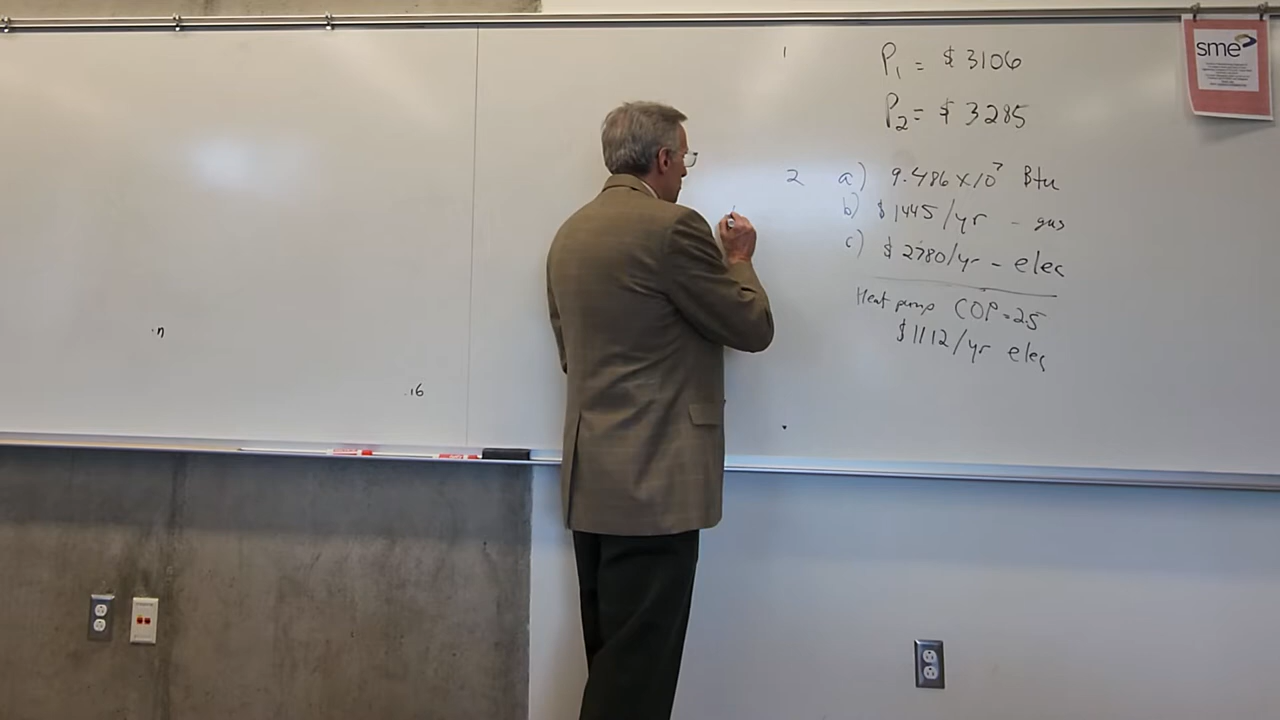 1
P₁ = $ 3106
P₂ = $ 3285
2 a) 9.486 x 10⁷ Btu
b) $ 1445/yr - gas
c) $ 2780/yr - elec
Heat pump COP = 2.5
$1112/yr elec
n
.16
sme